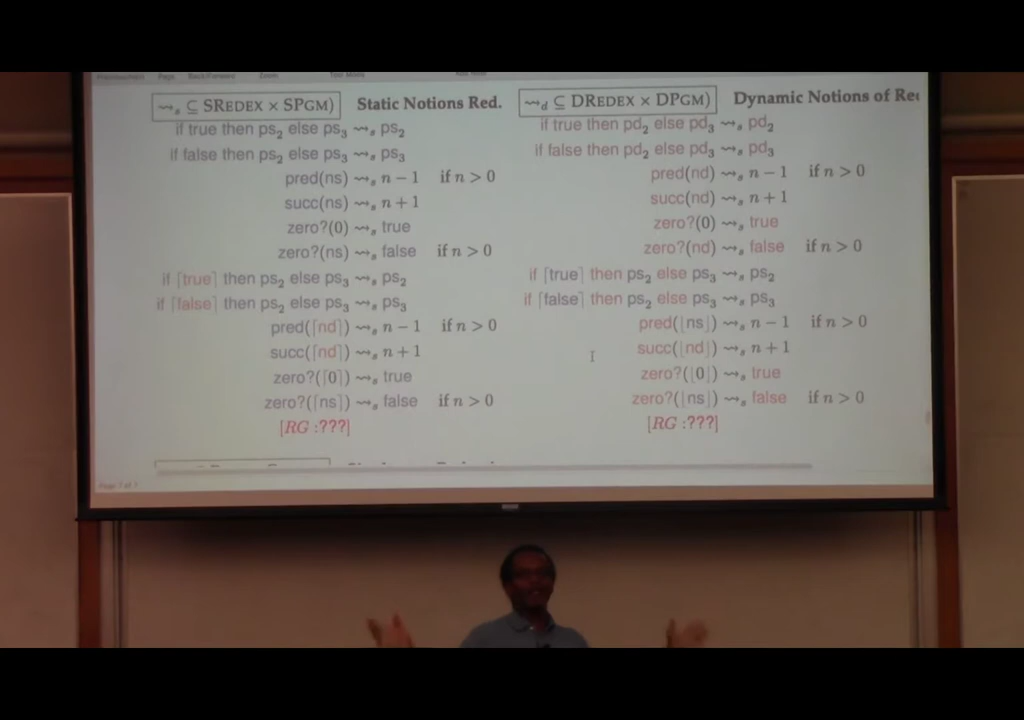 Page Back/Forward Zoom Text Mode
⇝s ⊆ SREDEX × SPGM) Static Notions Red.
if true then ps2 else ps3 ⇝s ps2
if false then ps2 else ps3 ⇝s ps3
pred(ns) ⇝s n − 1 if n > 0
succ(ns) ⇝s n + 1
zero?(0) ⇝s true
zero?(ns) ⇝s false if n > 0
if ⌈true⌉ then ps2 else ps3 ⇝s ps2
if ⌈false⌉ then ps2 else ps3 ⇝s ps3
pred(⌈nd⌉) ⇝s n − 1 if n > 0
succ(⌈nd⌉) ⇝s n + 1
zero?(⌈0⌉) ⇝s true
zero?(⌈ns⌉) ⇝s false if n > 0
[RG :???]
⇝d ⊆ DREDEX × DPGM) Dynamic Notions of Re
if true then pd2 else pd3 ⇝s pd2
if false then pd2 else pd3 ⇝s pd3
pred(nd) ⇝s n − 1 if n > 0
succ(nd) ⇝s n + 1
zero?(0) ⇝s true
zero?(nd) ⇝s false if n > 0
if ⌈true⌉ then ps2 else ps3 ⇝s ps2
if ⌈false⌉ then ps2 else ps3 ⇝s ps3
pred(⌊ns⌋) ⇝s n − 1 if n > 0
succ(⌊nd⌋) ⇝s n + 1
zero?(⌊0⌋) ⇝s true
zero?(⌊ns⌋) ⇝s false if n > 0
[RG :???]